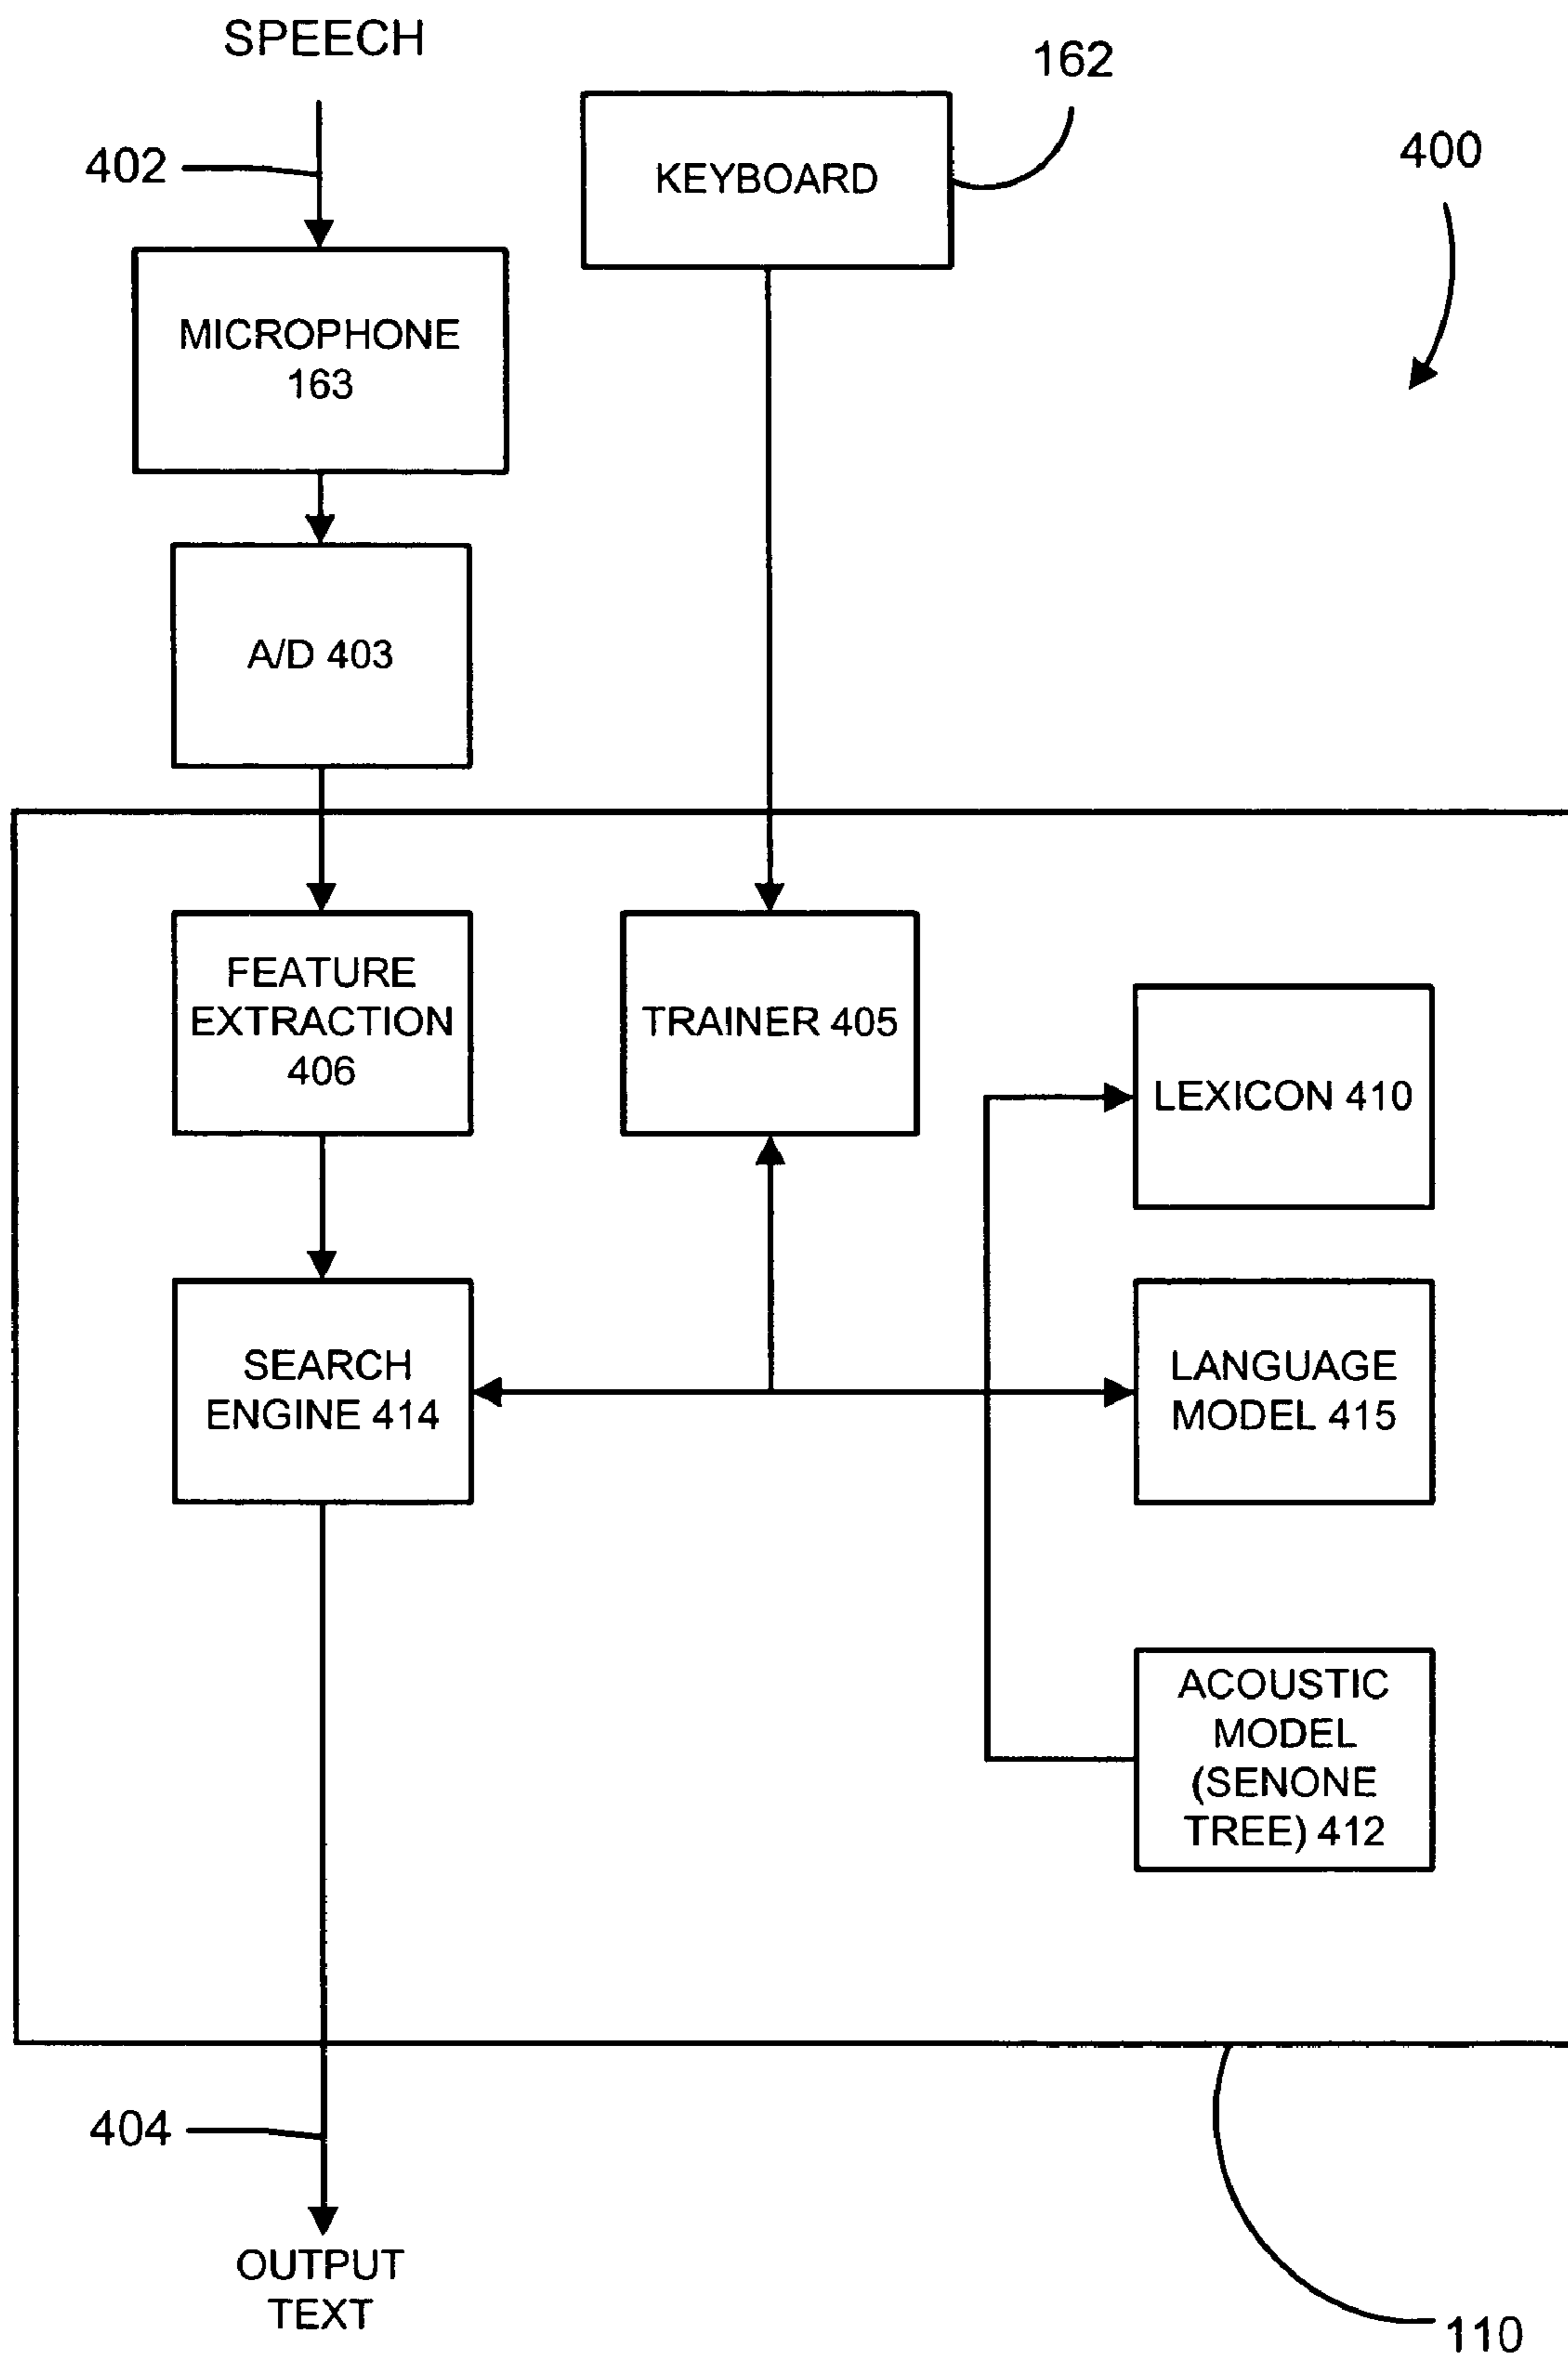 SPEECH
162
402
400
KEYBOARD
MICROPHONE
163
A/D 403
FEATURE
EXTRACTION
406
TRAINER 405
LEXICON 410
SEARCH
ENGINE 414
LANGUAGE
MODEL 415
ACOUSTIC
MODEL
(SENONE
TREE) 412
404
OUTPUT
TEXT
110